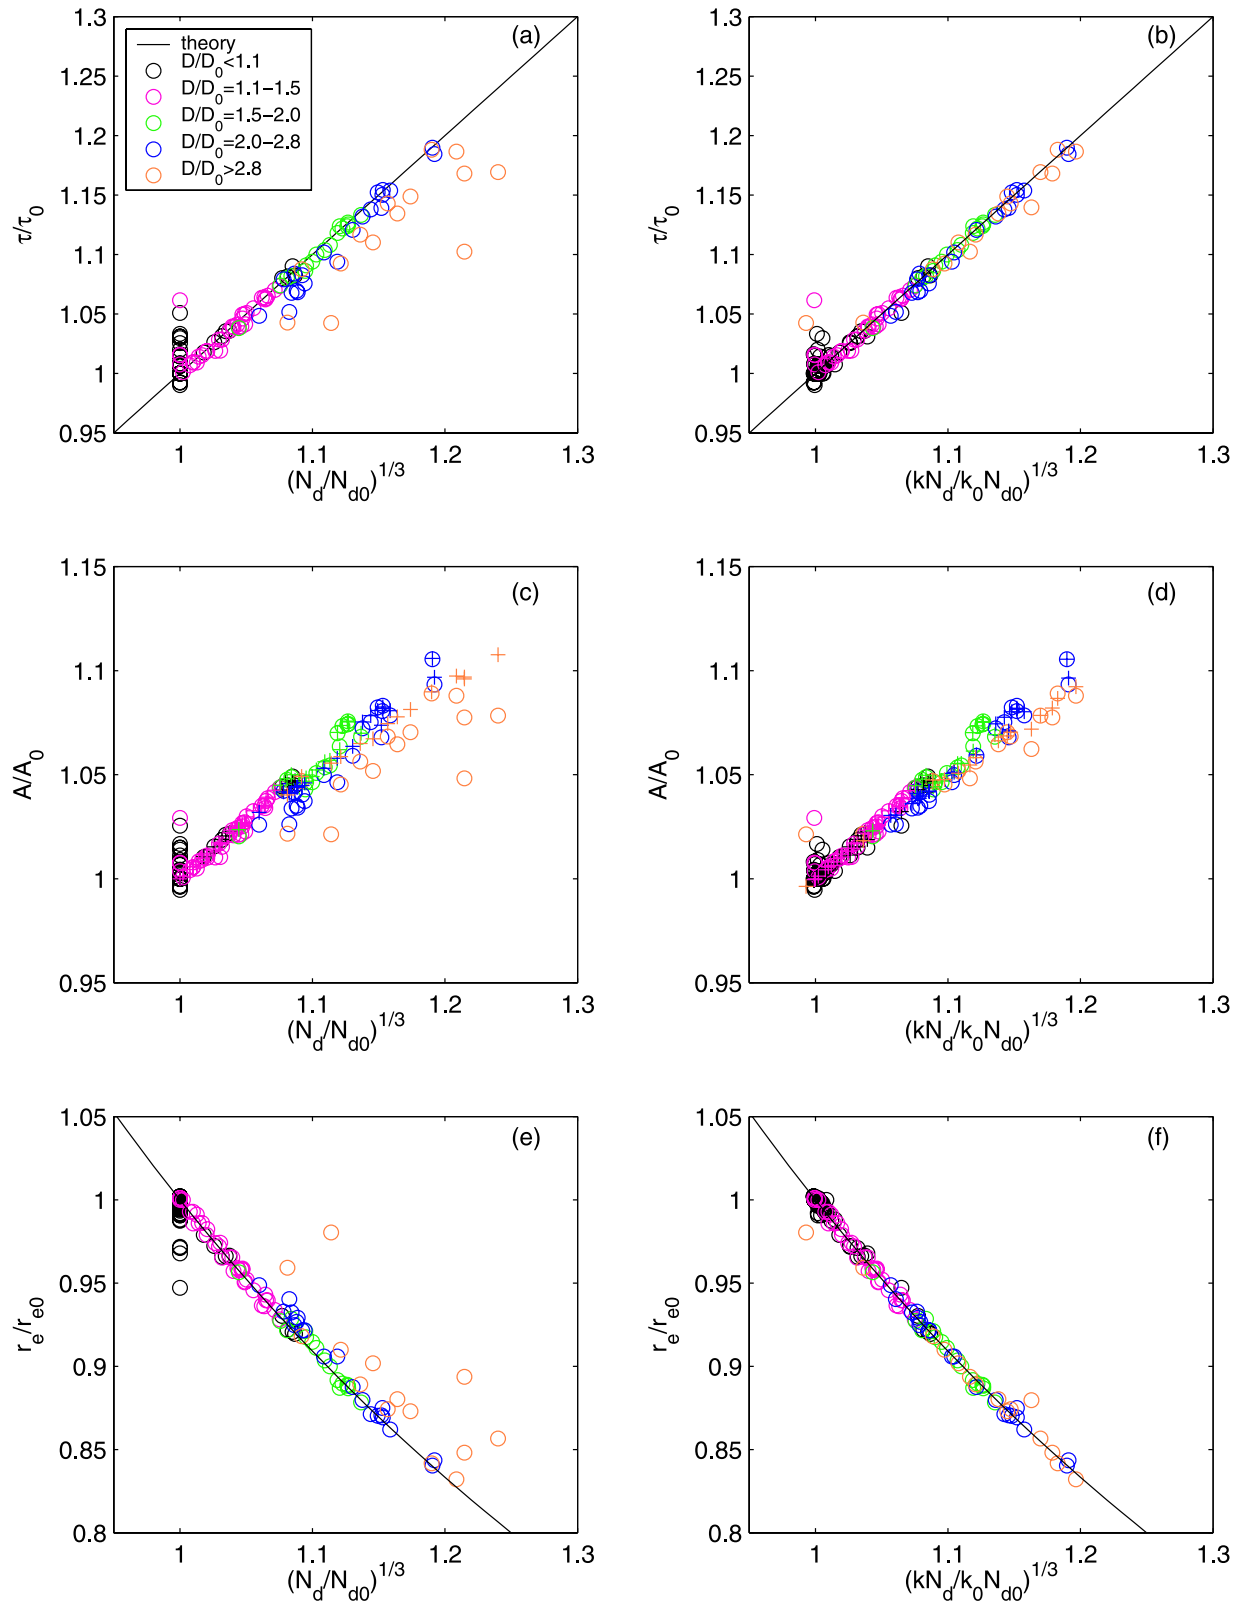 (a)
1.3
1.25
1.2
1.15
1.1
1.05
1
0.95
τ/τ0
theory
D/D0<1.1
D/D0=1.1−1.5
D/D0=1.5−2.0
D/D0=2.0−2.8
D/D0>2.8
1 1.1 1.2 1.3
(Nd/Nd0)1/3
(b)
1.3
1.25
1.2
1.15
1.1
1.05
1
0.95
τ/τ0
1 1.1 1.2 1.3
(kNd/k0Nd0)1/3
(c)
1.15
1.1
1.05
1
0.95
A/A0
1 1.1 1.2 1.3
(Nd/Nd0)1/3
(d)
1.15
1.1
1.05
1
0.95
A/A0
1 1.1 1.2 1.3
(kNd/k0Nd0)1/3
(e)
1.05
1
0.95
0.9
0.85
0.8
re/re0
1 1.1 1.2 1.3
(Nd/Nd0)1/3
(f)
1.05
1
0.95
0.9
0.85
0.8
re/re0
1 1.1 1.2 1.3
(kNd/k0Nd0)1/3